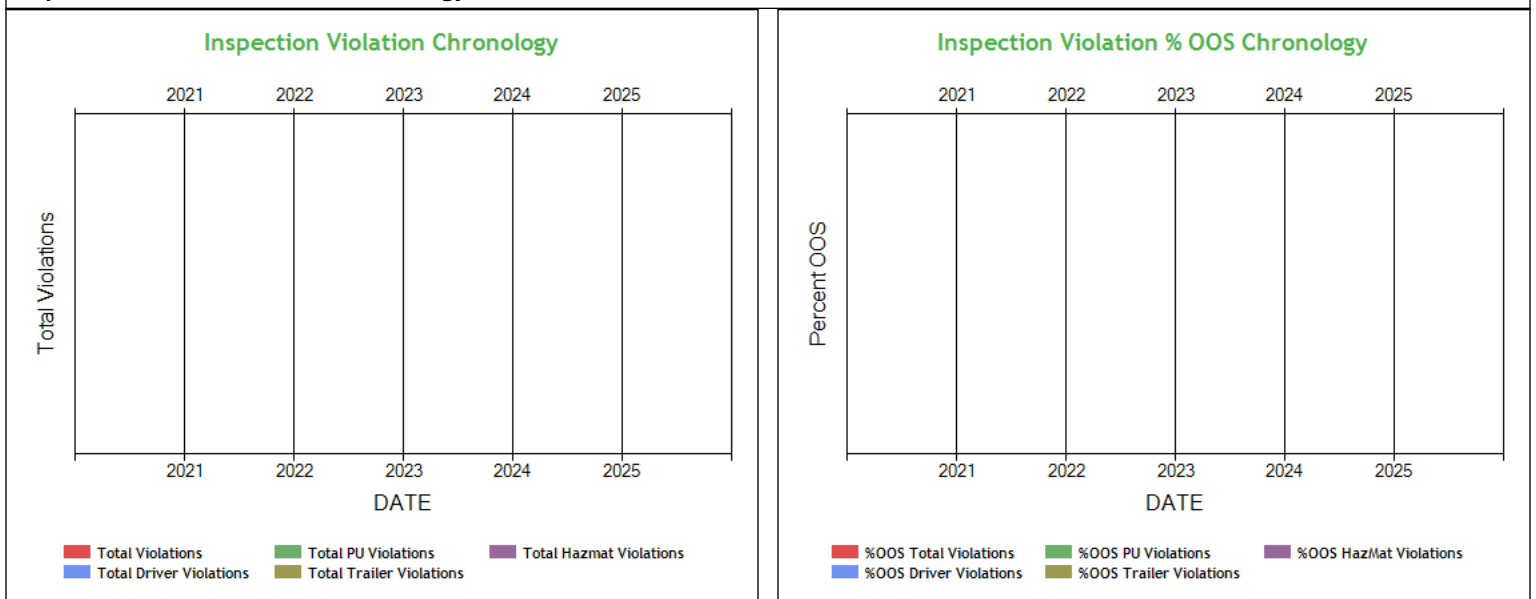 Inspection Violation Chronology
2021 2022 2023 2024 2025
Total Violations
2021 2022 2023 2024 2025
DATE
Total Violations Total PU Violations Total Hazmat Violations
Total Driver Violations Total Trailer Violations
Inspection Violation % OOS Chronology
2021 2022 2023 2024 2025
Percent OOS
2021 2022 2023 2024 2025
DATE
%OOS Total Violations %OOS PU Violations %OOS HazMat Violations
%OOS Driver Violations %OOS Trailer Violations